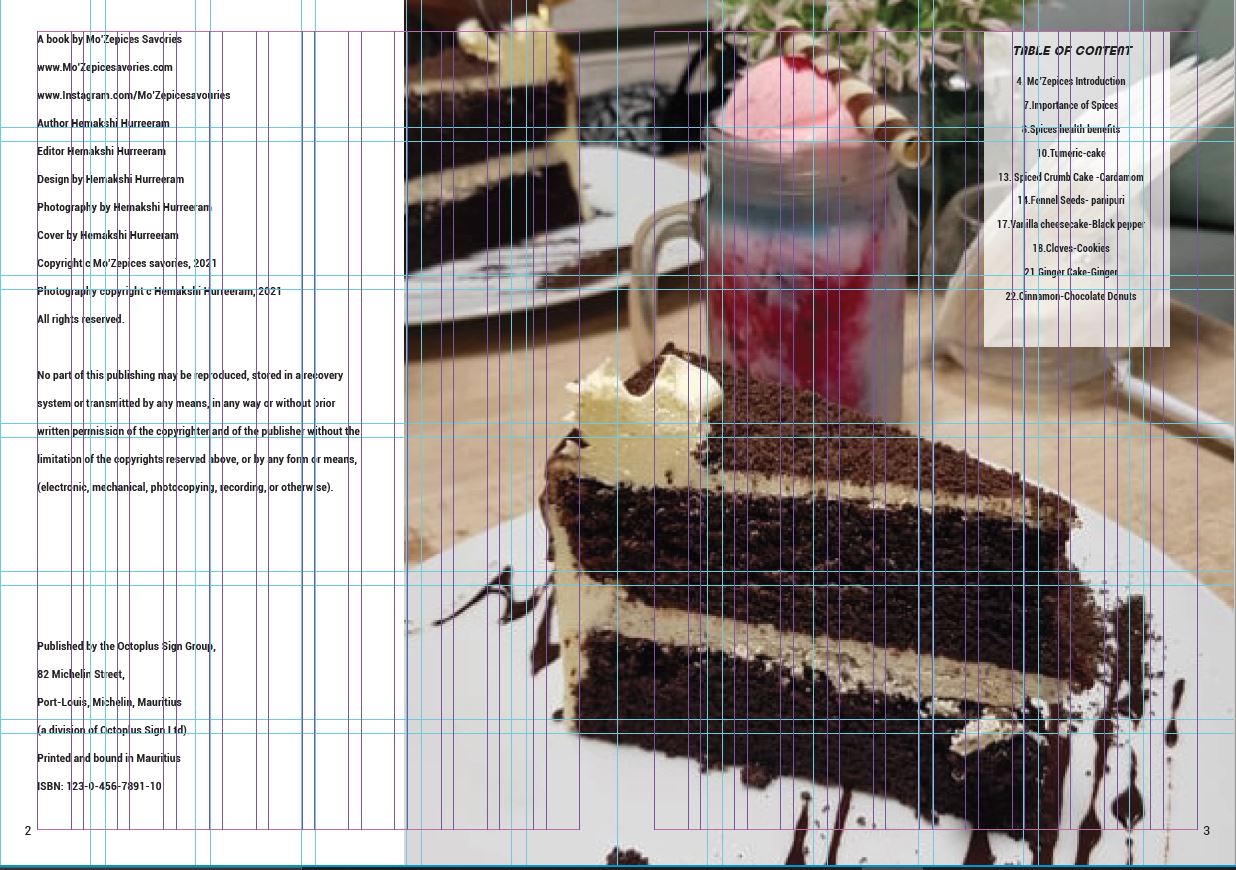 A book by Mo'Zepices Savories
www.Mo'Zepicesavories.com
www.Instagram.com/Mo'Zepicesavouries
Author Hemakshi Hurreeram
Editor Hemakshi Hurreeram
Design by Hemakshi Hurreeram
Photography by Hemakshi Hurreeram
Cover by Hemakshi Hurreeram
Copyright c Mo'Zepices savories, 2021
Photography copyright c Hemakshi Hurreeram, 2021
All rights reserved.
No part of this publishing may be reproduced, stored in a recovery
system or transmitted by any means, in any way or without prior
written permission of the copyrighter and of the publisher without the
limitation of the copyrights reserved above, or by any form or means,
(electronic, mechanical, photocopying, recording, or otherwise).
Published by the Octoplus Sign Group,
82 Michelin Street,
Port-Louis, Michelin, Mauritius
(a division of Octoplus Sign Ltd)
Printed and bound in Mauritius
ISBN: 123-0-456-7891-10
2
TABLE OF CONTENT
4. Mo'Zepices Introduction
7.Importance of Spices
8.Spices health benefits
10.Tumeric-cake
13. Spiced Crumb Cake -Cardamom
14.Fennel Seeds- panipuri
17.Vanilla cheesecake-Black pepper
18.Cloves-Cookies
21.Ginger Cake-Ginger
22.Cinnamon-Chocolate Donuts
3